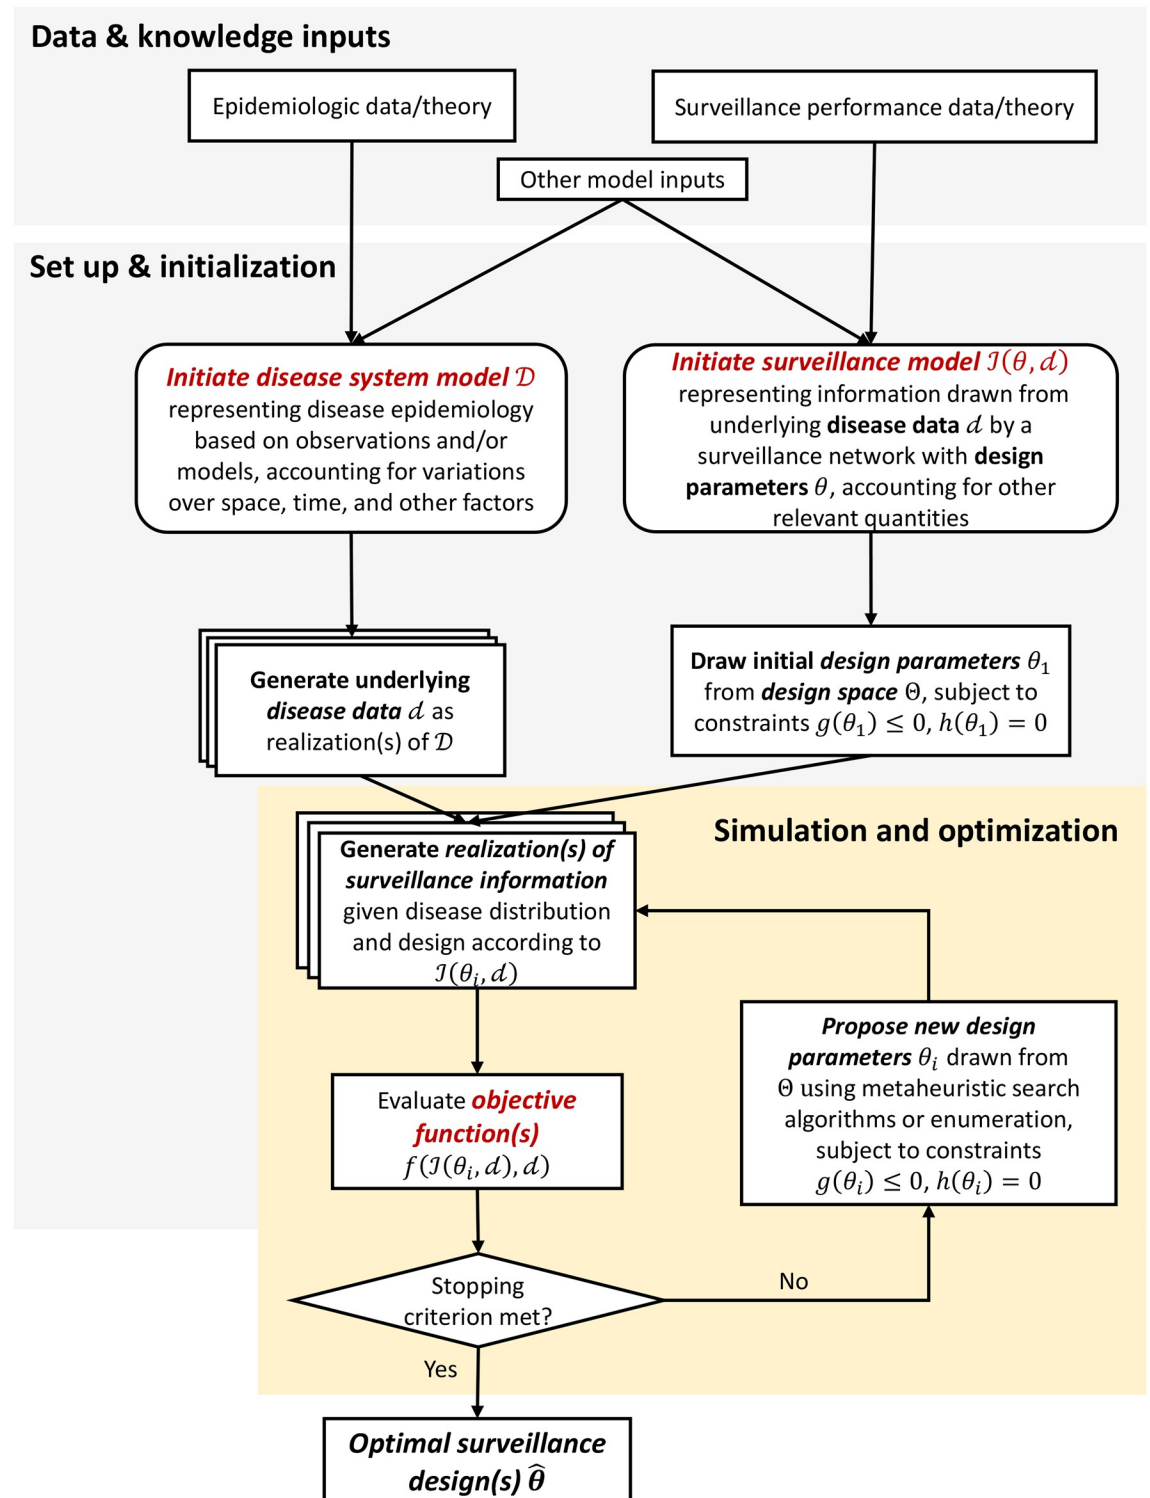 Data & knowledge inputs
Epidemiologic data/theory
Surveillance performance data/theory
Other model inputs
Set up & initialization
Initiate disease system model 𝒟
representing disease epidemiology
based on observations and/or
models, accounting for variations
over space, time, and other factors
Initiate surveillance model ℐ(θ, d)
representing information drawn from
underlying disease data d by a
surveillance network with design
parameters θ, accounting for other
relevant quantities
Generate underlying
disease data d as
realization(s) of 𝒟
Draw initial design parameters θ₁
from design space Θ, subject to
constraints g(θ₁) ≤ 0, h(θ₁) = 0
Simulation and optimization
Generate realization(s) of
surveillance information
given disease distribution
and design according to
ℐ(θᵢ, d)
Propose new design
parameters θᵢ drawn from
Θ using metaheuristic search
algorithms or enumeration,
subject to constraints
g(θᵢ) ≤ 0, h(θᵢ) = 0
Evaluate objective
function(s)
f(ℐ(θᵢ, d), d)
Stopping
criterion met?
No
Yes
Optimal surveillance
design(s) θ̂